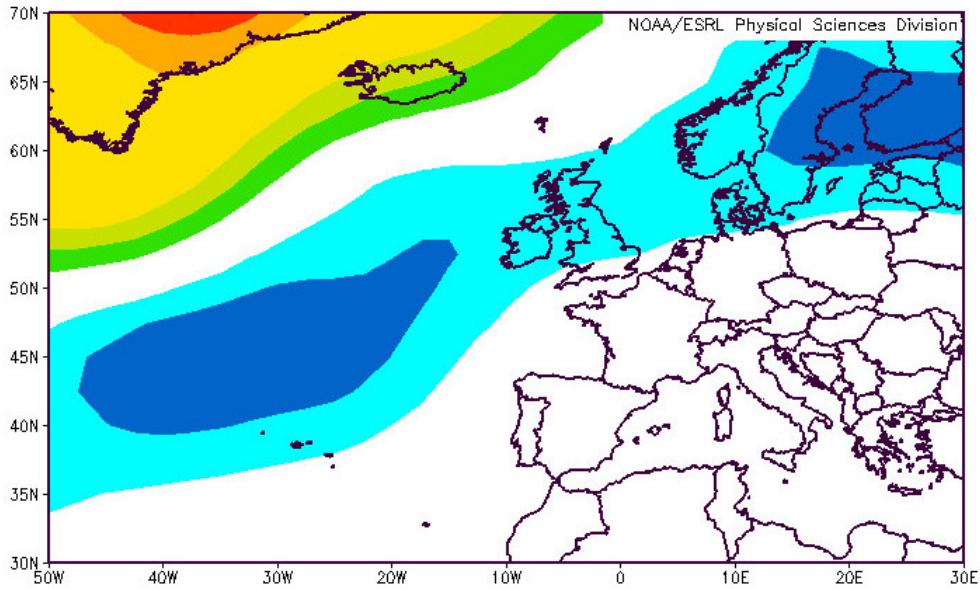 NOAA/ESRL Physical Sciences Division
70N
65N
60N
55N
50N
45N
40N
35N
30N
50W 40W 30W 20W 10W 0 10E 20E 30E